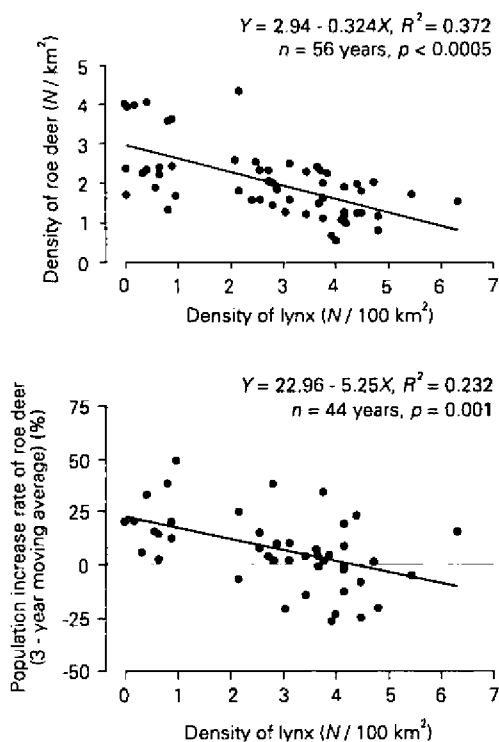 Y = 2.94 - 0.324X, R² = 0.372
n = 56 years, p < 0.0005
Density of roe deer (N / km²)
5
4
3
2
1
0
0 1 2 3 4 5 6 7
Density of lynx (N / 100 km²)
Y = 22.96 - 5.25X, R² = 0.232
n = 44 years, p = 0.001
Population increase rate of roe deer
(3 - year moving average) (%)
75
50
25
0
-25
-50
0 1 2 3 4 5 6 7
Density of lynx (N / 100 km²)